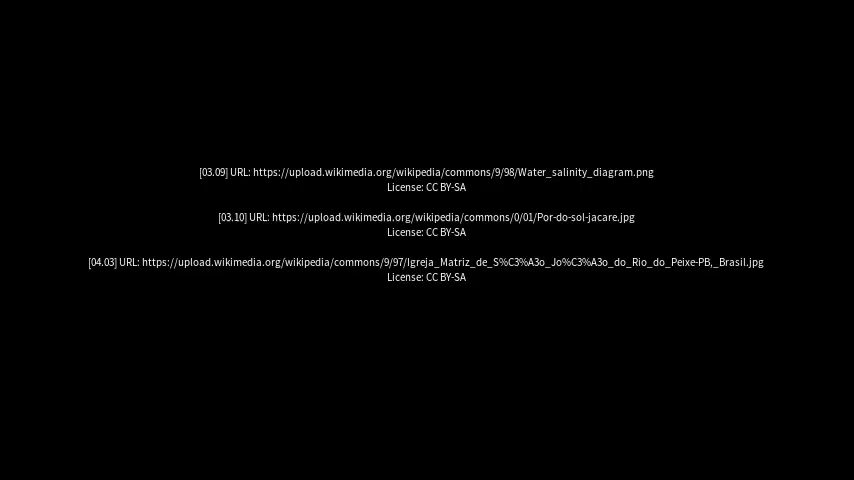 [03.09] URL: https://upload.wikimedia.org/wikipedia/commons/9/98/Water_salinity_diagram.png
License: CC BY-SA
[03.10] URL: https://upload.wikimedia.org/wikipedia/commons/0/01/Por-do-sol-jacare.jpg
License: CC BY-SA
[04.03] URL: https://upload.wikimedia.org/wikipedia/commons/9/97/Igreja_Matriz_de_S%C3%A3o_Jo%C3%A3o_do_Rio_do_Peixe-PB,_Brasil.jpg
License: CC BY-SA